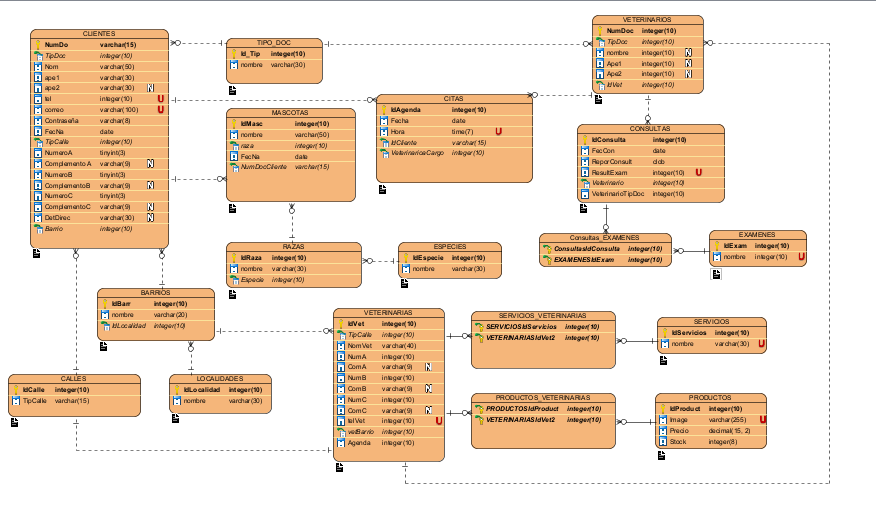 CLIENTES
NumDo varchar(15)
TipDoc integer(10)
Nom varchar(50)
ape1 varchar(30)
ape2 varchar(30) N
tel integer(10) U
correo varchar(100) U
Contraseña varchar(8)
FecNa date
TipCalle integer(10)
NumeroA tinyint(3)
ComplementoA varchar(9) N
NumeroB tinyint(3)
ComplementoB varchar(9) N
NumeroC tinyint(3)
ComplementoC varchar(9) N
DetDirec varchar(30) N
Barrio integer(10)
TIPO_DOC
Id_Tip integer(10)
nombre varchar(30)
VETERINARIOS
NumDoc integer(10)
TipDoc integer(10)
nombre integer(10) N
Ape1 integer(10) N
Ape2 integer(10) N
IdVet integer(10)
CITAS
IdAgenda integer(10)
Fecha date
Hora time(7) U
IdCliente varchar(15)
VeterinarioaCargo integer(10)
MASCOTAS
IdMasc integer(10)
nombre varchar(50)
raza integer(10)
FecNa date
NumDocCliente varchar(15)
CONSULTAS
IdConsulta integer(10)
FecCon date
ReporConsult clob
ResultExam integer(10) U
Veterinario integer(10)
VeterinarioTipDoc integer(10)
Consultas_EXAMENES
ConsultasIdConsulta integer(10)
EXAMENESIdExam integer(10)
EXAMENES
IdExam integer(10)
nombre integer(10) U
RAZAS
IdRaza integer(10)
nombre varchar(30)
Especie integer(10)
ESPECIES
IdEspecie integer(10)
nombre varchar(30)
BARRIOS
IdBarr integer(10)
nombre varchar(20)
IdLocalidad integer(10)
VETERINARIAS
IdVet integer(10)
TipCalle integer(10)
NomVet varchar(40)
NumA integer(10)
ComA varchar(9) N
NumB integer(10)
ComB varchar(9) N
NumC integer(10)
ComC varchar(9) N
telVet integer(10) U
vetBarrio integer(10)
Agenda integer(10)
SERVICIOS_VETERINARIAS
SERVICIOSIdServicios integer(10)
VETERINARIASIdVet2 integer(10)
SERVICIOS
IdServicios integer(10)
nombre varchar(30) U
CALLES
IdCalle integer(10)
TipCalle varchar(15)
LOCALIDADES
IdLocalidad integer(10)
nombre varchar(30)
PRODUCTOS_VETERINARIAS
PRODUCTOSIdProduct integer(10)
VETERINARIASIdVet2 integer(10)
PRODUCTOS
IdProduct integer(10)
Image varchar(255) U
Precio decimal(15, 2)
Stock integer(8)